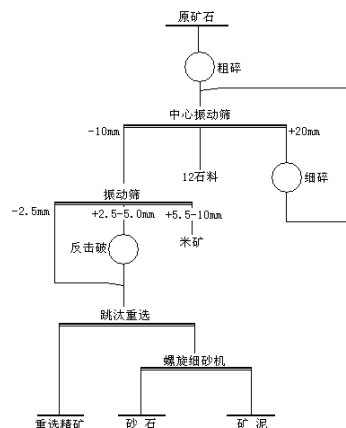 原矿石
粗碎
中心振动筛
-10mm
+20mm
12石料
细碎
振动筛
-2.5mm
+2.5-5.0mm
+5.5-10mm
反击破
米矿
跳汰重选
螺旋细砂机
重选精矿
砂石
矿泥